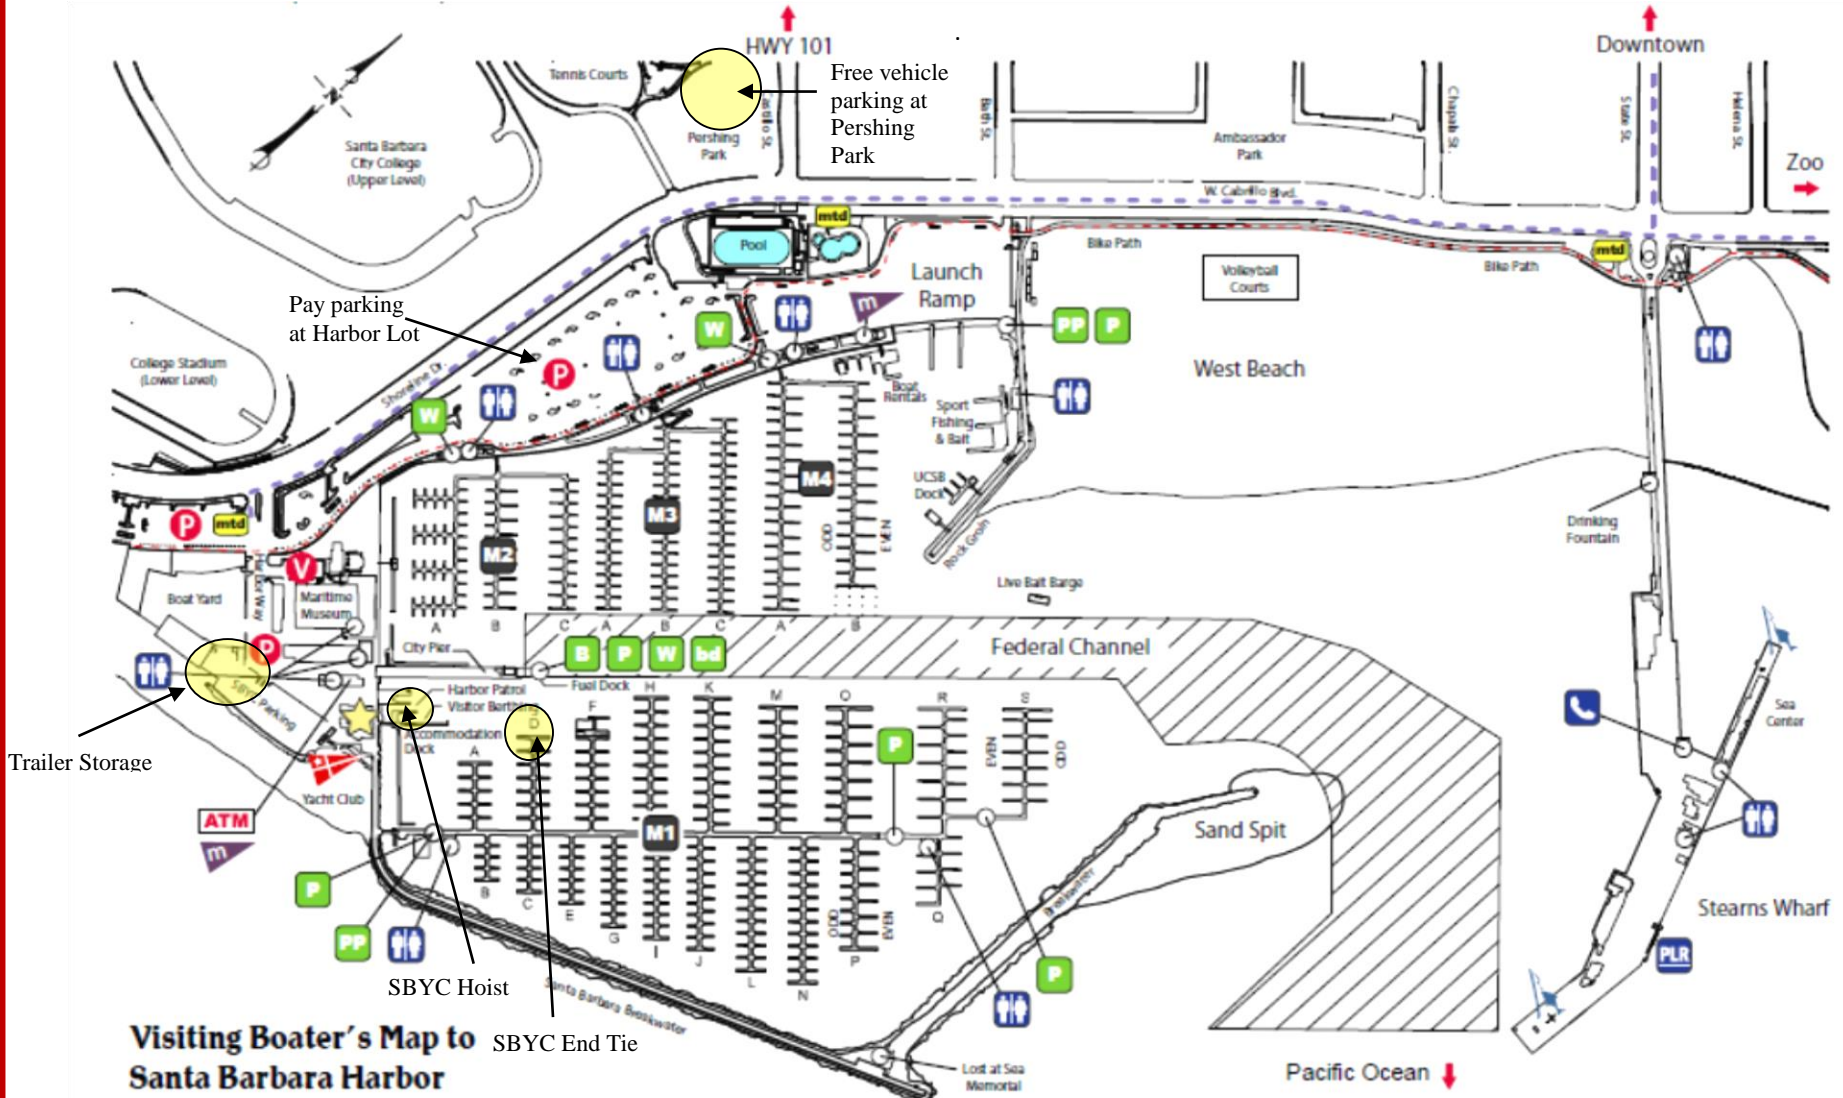 HWY 101
Downtown
Tennis Courts
Free vehicle
parking at
Pershing
Park
Castillo St.
Bath St.
Chapala St.
State St.
Helena St.
Pershing
Park
Ambassador
Park
Santa Barbara
City College
(Upper Level)
Zoo
W. Cabrillo Blvd.
mtd
Pool
Bike Path
mtd
Bike Path
Launch
Ramp
Volleyball
Courts
Pay parking
at Harbor Lot
m
W
PP
P
College Stadium
(Lower Level)
Shoreline Dr.
P
West Beach
Boat
Rentals
W
Sport
Fishing
& Bait
M4
UCSB
Dock
M3
ODD
EVEN
P
mtd
M2
Rock Groin
Drinking
Fountain
V
Harbor Way
Boat Yard
Maritime
Museum
Live Bait Barge
A
B
C
A
B
C
A
B
P
City Pier
B
P
W
bd
Federal Channel
Fuel Dock
SBYC Parking
Harbor Patrol
Visitor Berthing
Accommodation
Dock
A
D
F
H
K
M
O
R
S
EVEN
ODD
P
Sea
Center
Trailer Storage
Yacht Club
ATM
m
M1
Sand Spit
P
B
C
E
G
I
J
L
N
ODD
EVEN
P
Q
Breakwater
Stearns Wharf
PP
PLR
P
SBYC Hoist
Santa Barbara Breakwater
SBYC End Tie
Visiting Boater's Map to
Santa Barbara Harbor
Lost at Sea
Memorial
Pacific Ocean